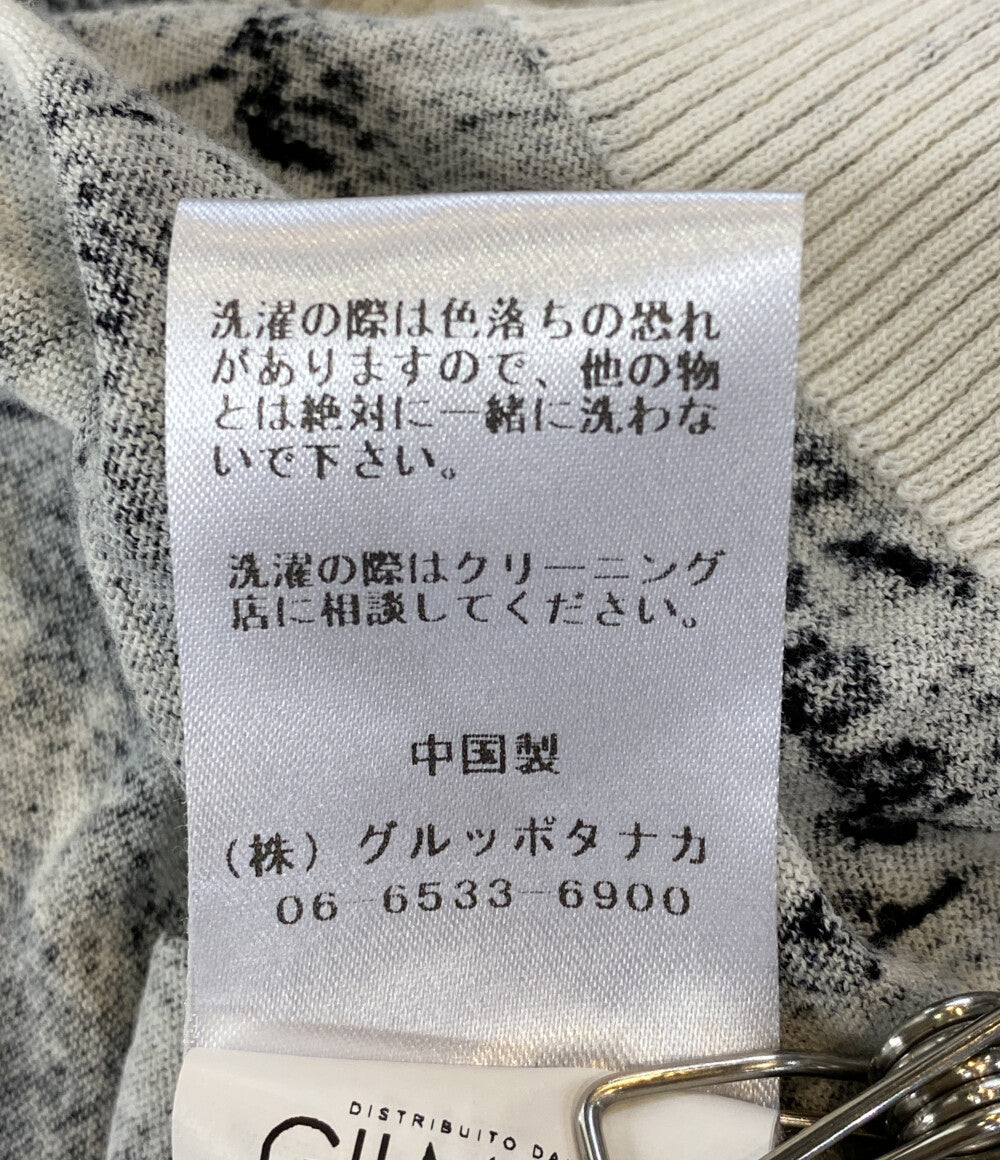 洗濯の際は色落ちの恐れ
がありますので、他の物
とは絶対に一緒に洗わな
いで下さい。
洗濯の際はクリーニング
店に相談してください。
中国製
(株) グルッポタナカ
06-6533-6900
DISTRIBUITO DA